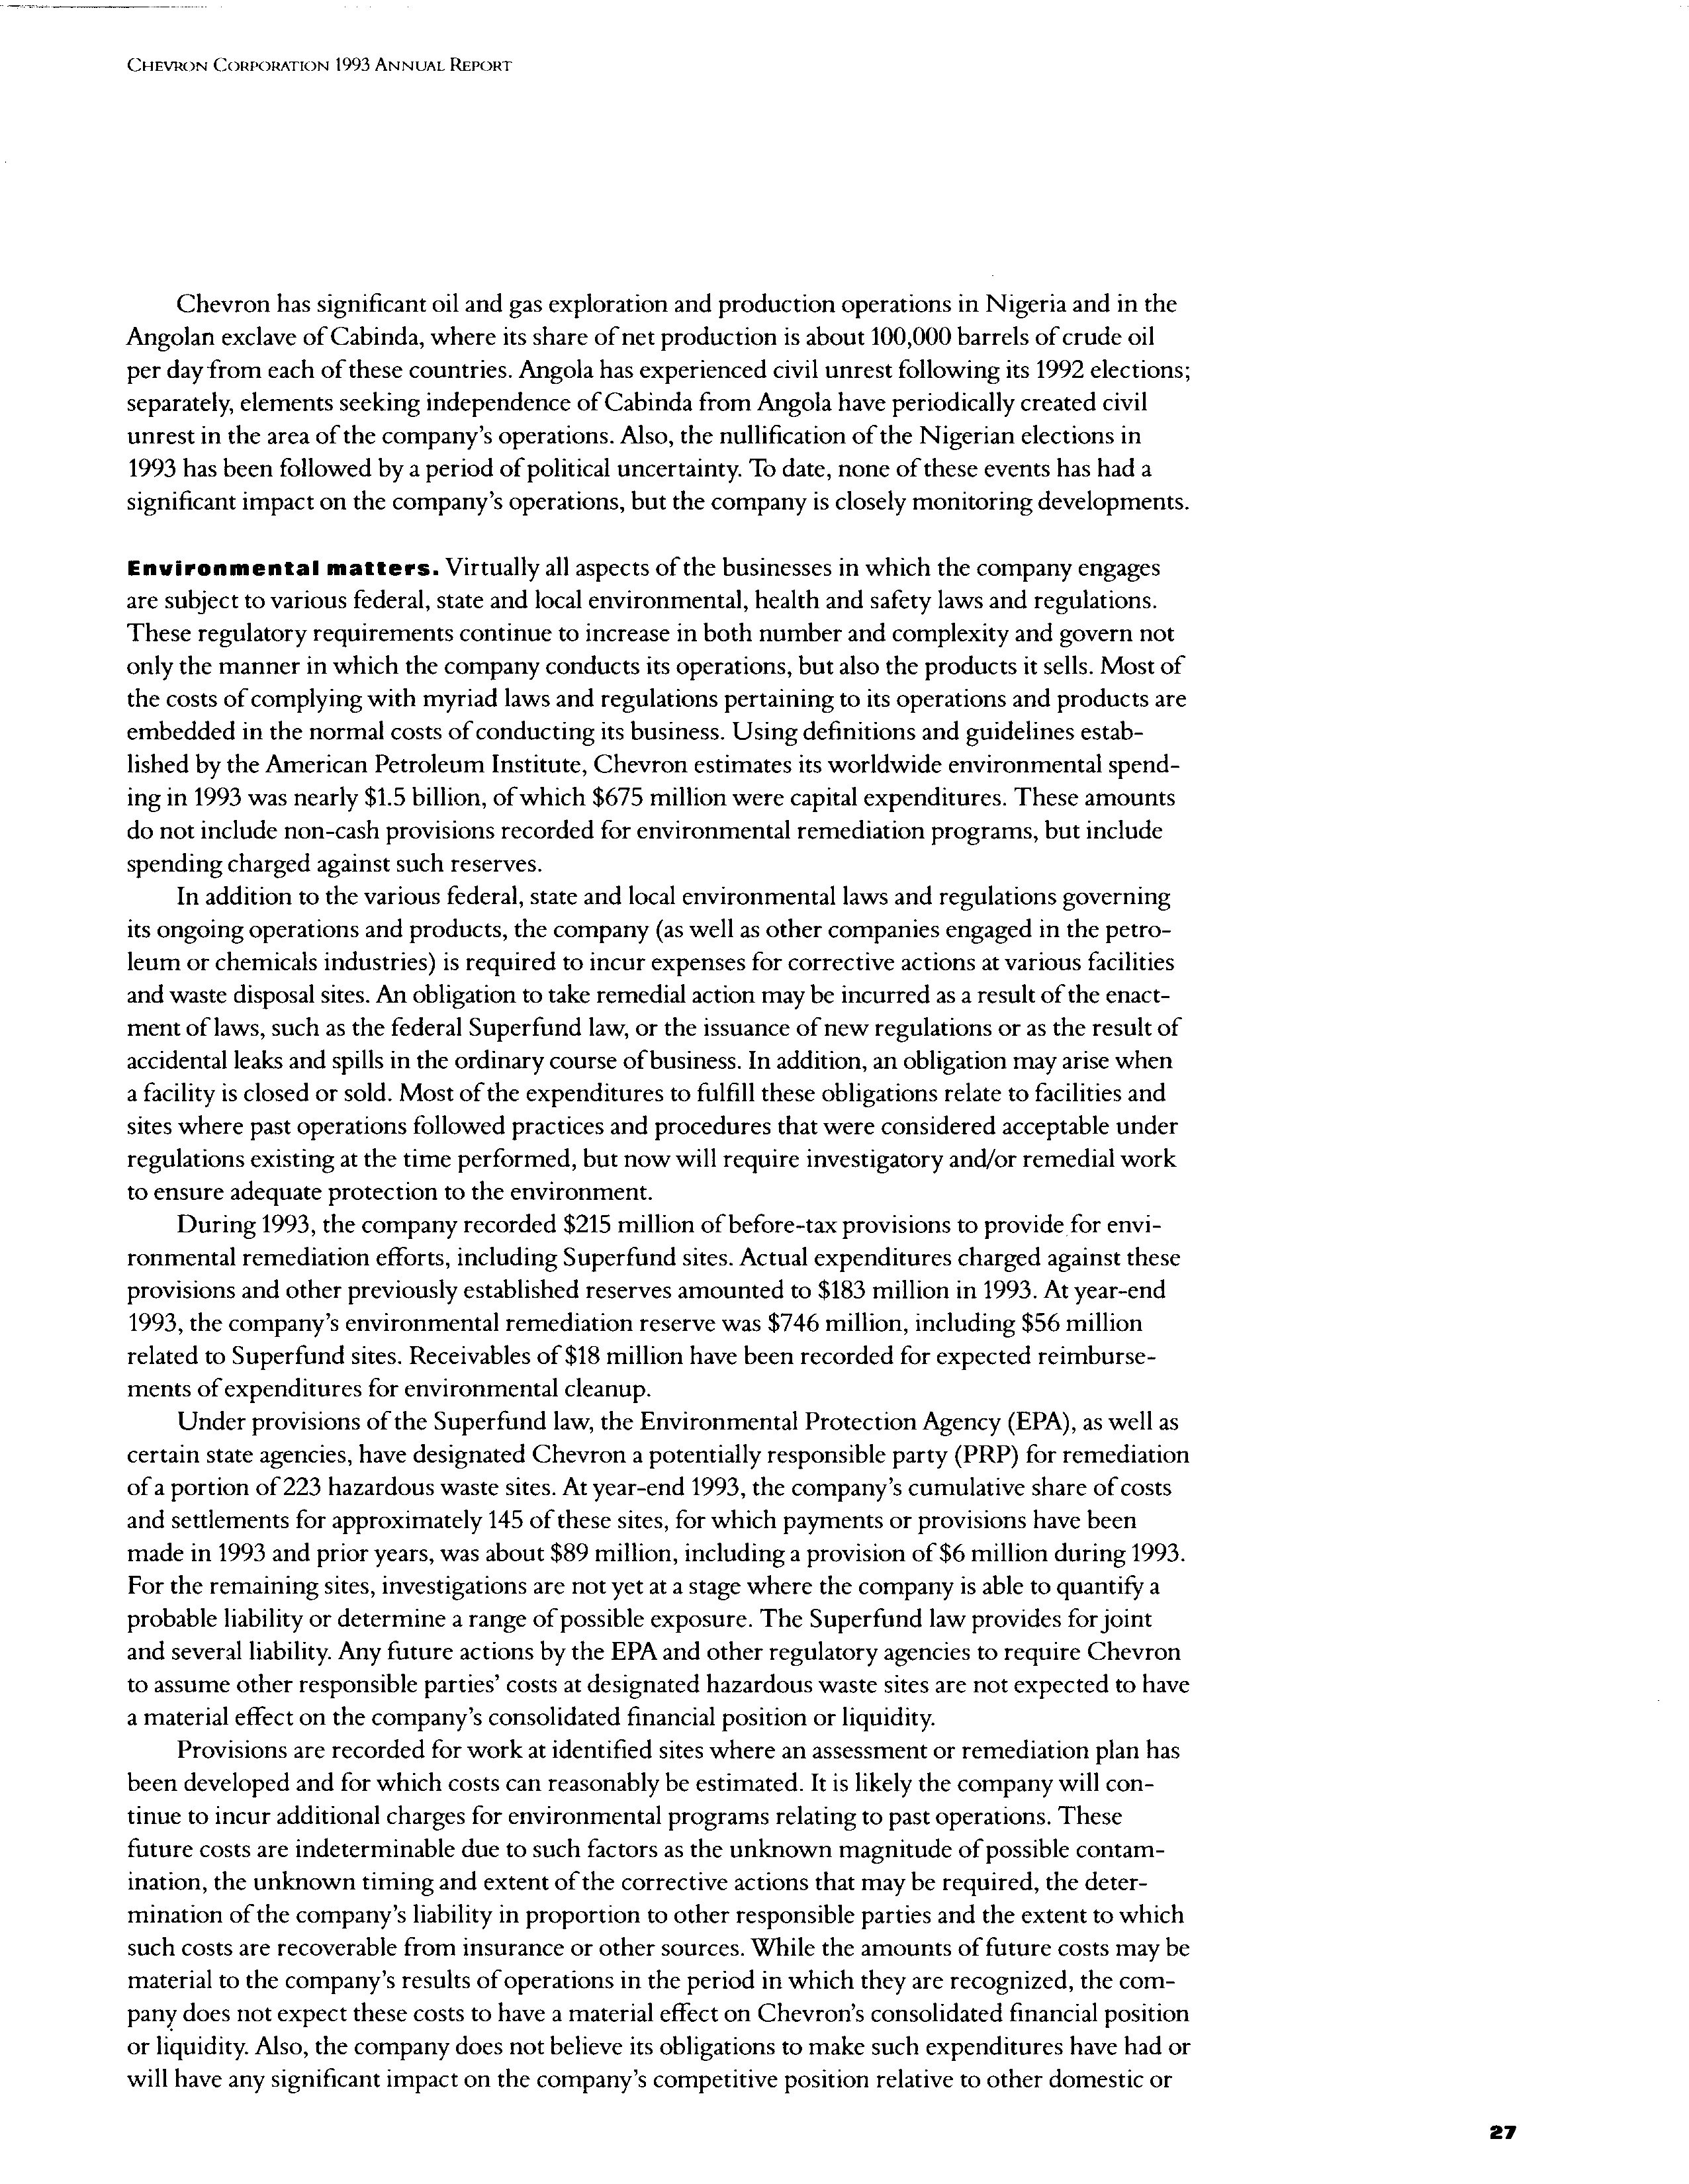 CHEVRON CORPORATION 1993 ANNUAL REPORT
Chevron has significant oil and gas exploration and production operations in Nigeria and in the
Angolan exclave of Cabinda, where its share of net production is about 100,000 barrels of crude oil
per day from each of these countries. Angola has experienced civil unrest following its 1992 elections;
separately, elements seeking independence of Cabinda from Angola have periodically created civil
unrest in the area of the company's operations. Also, the nullification of the Nigerian elections in
1993 has been followed by a period of political uncertainty. To date, none of these events has had a
significant impact on the company's operations, but the company is closely monitoring developments.
Environmental matters. Virtually all aspects of the businesses in which the company engages
are subject to various federal, state and local environmental, health and safety laws and regulations.
These regulatory requirements continue to increase in both number and complexity and govern not
only the manner in which the company conducts its operations, but also the products it sells. Most of
the costs of complying with myriad laws and regulations pertaining to its operations and products are
embedded in the normal costs of conducting its business. Using definitions and guidelines estab-
lished by the American Petroleum Institute, Chevron estimates its worldwide environmental spend-
ing in 1993 was nearly $1.5 billion, of which $675 million were capital expenditures. These amounts
do not include non-cash provisions recorded for environmental remediation programs, but include
spending charged against such reserves.
In addition to the various federal, state and local environmental laws and regulations governing
its ongoing operations and products, the company (as well as other companies engaged in the petro-
leum or chemicals industries) is required to incur expenses for corrective actions at various facilities
and waste disposal sites. An obligation to take remedial action may be incurred as a result of the enact-
ment of laws, such as the federal Superfund law, or the issuance of new regulations or as the result of
accidental leaks and spills in the ordinary course of business. In addition, an obligation may arise when
a facility is closed or sold. Most of the expenditures to fulfill these obligations relate to facilities and
sites where past operations followed practices and procedures that were considered acceptable under
regulations existing at the time performed, but now will require investigatory and/or remedial work
to ensure adequate protection to the environment.
During 1993, the company recorded $215 million of before-tax provisions to provide for envi-
ronmental remediation efforts, including Superfund sites. Actual expenditures charged against these
provisions and other previously established reserves amounted to $183 million in 1993. At year-end
1993, the company's environmental remediation reserve was $746 million, including $56 million
related to Superfund sites. Receivables of $18 million have been recorded for expected reimburse-
ments of expenditures for environmental cleanup.
Under provisions of the Superfund law, the Environmental Protection Agency (EPA), as well as
certain state agencies, have designated Chevron a potentially responsible party (PRP) for remediation
of a portion of 223 hazardous waste sites. At year-end 1993, the company's cumulative share of costs
and settlements for approximately 145 of these sites, for which payments or provisions have been
made in 1993 and prior years, was about $89 million, including a provision of $6 million during 1993.
For the remaining sites, investigations are not yet at a stage where the company is able to quantify a
probable liability or determine a range of possible exposure. The Superfund law provides for joint
and several liability. Any future actions by the EPA and other regulatory agencies to require Chevron
to assume other responsible parties' costs at designated hazardous waste sites are not expected to have
a material effect on the company's consolidated financial position or liquidity.
Provisions are recorded for work at identified sites where an assessment or remediation plan has
been developed and for which costs can reasonably be estimated. It is likely the company will con-
tinue to incur additional charges for environmental programs relating to past operations. These
future costs are indeterminable due to such factors as the unknown magnitude of possible contam-
ination, the unknown timing and extent of the corrective actions that may be required, the deter-
mination of the company's liability in proportion to other responsible parties and the extent to which
such costs are recoverable from insurance or other sources. While the amounts of future costs may be
material to the company's results of operations in the period in which they are recognized, the com-
pany does not expect these costs to have a material effect on Chevron's consolidated financial position
or liquidity. Also, the company does not believe its obligations to make such expenditures have had or
will have any significant impact on the company's competitive position relative to other domestic or
27